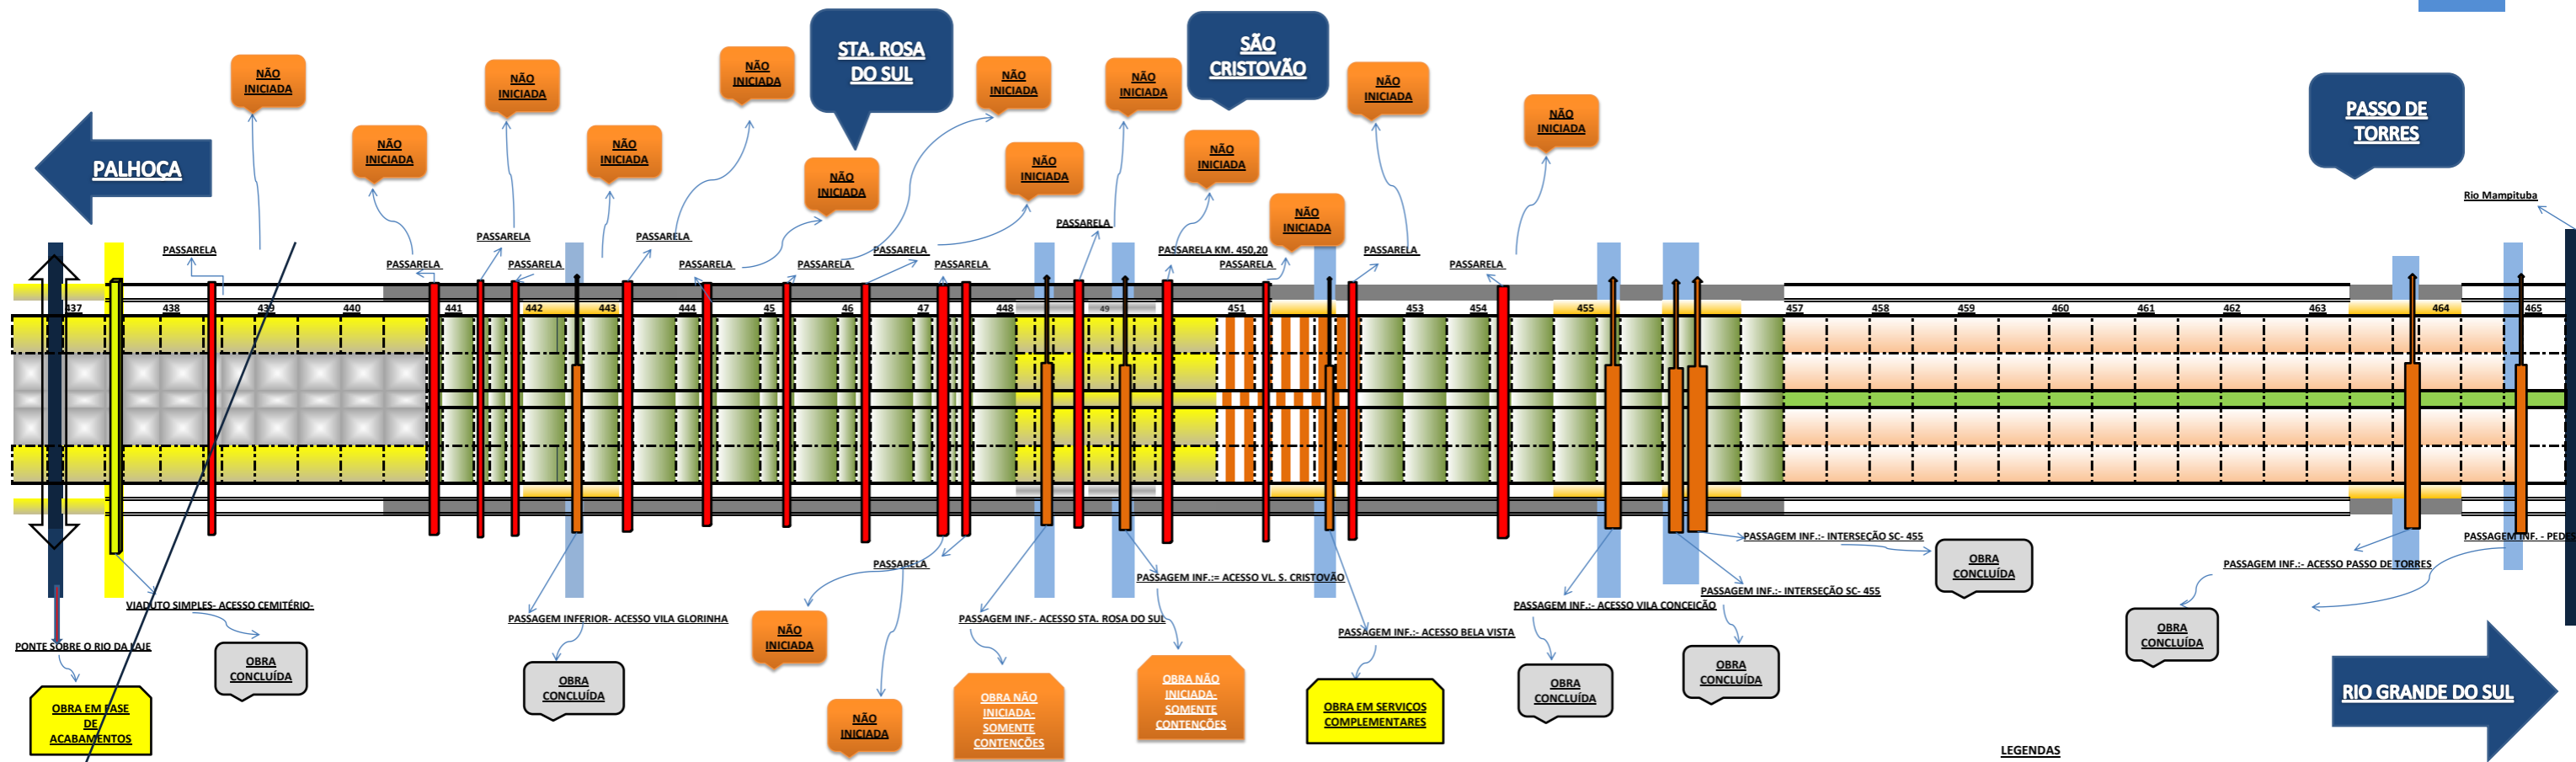 STA. ROSA
DO SUL
SÃO
CRISTOVÃO
PASSO DE
TORRES
PALHOÇA
NÃO
INICIADA
NÃO
INICIADA
NÃO
INICIADA
NÃO
INICIADA
NÃO
INICIADA
NÃO
INICIADA
NÃO
INICIADA
NÃO
INICIADA
NÃO
INICIADA
NÃO
INICIADA
NÃO
INICIADA
NÃO
INICIADA
NÃO
INICIADA
Rio Mampituba
PASSARELA
PASSARELA
PASSARELA
PASSARELA
PASSARELA
PASSARELA
PASSARELA
PASSARELA
PASSARELA
PASSARELA
PASSARELA KM. 450,20
PASSARELA
PASSARELA
PASSARELA
437
438
439
440
441
442
443
444
45
46
47
448
49
451
453
454
455
457
458
459
460
461
462
463
464
465
PASSARELA
PASSAGEM INF.:- INTERSEÇÃO SC- 455
PASSAGEM INF. - PEDES
PASSAGEM INF.:- ACESSO PASSO DE TORRES
PASSAGEM INF.:= ACESSO VL. S. CRISTOVÃO
PASSAGEM INF.:- INTERSEÇÃO SC- 455
VIADUTO SIMPLES- ACESSO CEMITÉRIO-
PASSAGEM INFERIOR- ACESSO VILA GLORINHA
PASSAGEM INF.- ACESSO STA. ROSA DO SUL
PASSAGEM INF.:- ACESSO VILA CONCEIÇÃO
PASSAGEM INF.:- ACESSO BELA VISTA
PONTE SOBRE O RIO DA LAJE
OBRA
CONCLUÍDA
OBRA
CONCLUÍDA
NÃO
INICIADA
OBRA
CONCLUÍDA
OBRA
CONCLUÍDA
OBRA
CONCLUÍDA
OBRA
CONCLUÍDA
OBRA EM FASE
DE
ACABAMENTOS
NÃO
INICIADA
OBRA NÃO
INICIADA-
SOMENTE
CONTENÇÕES
OBRA NÃO
INICIADA-
SOMENTE
CONTENÇÕES
OBRA EM SERVIÇOS
COMPLEMENTARES
RIO GRANDE DO SUL
LEGENDAS